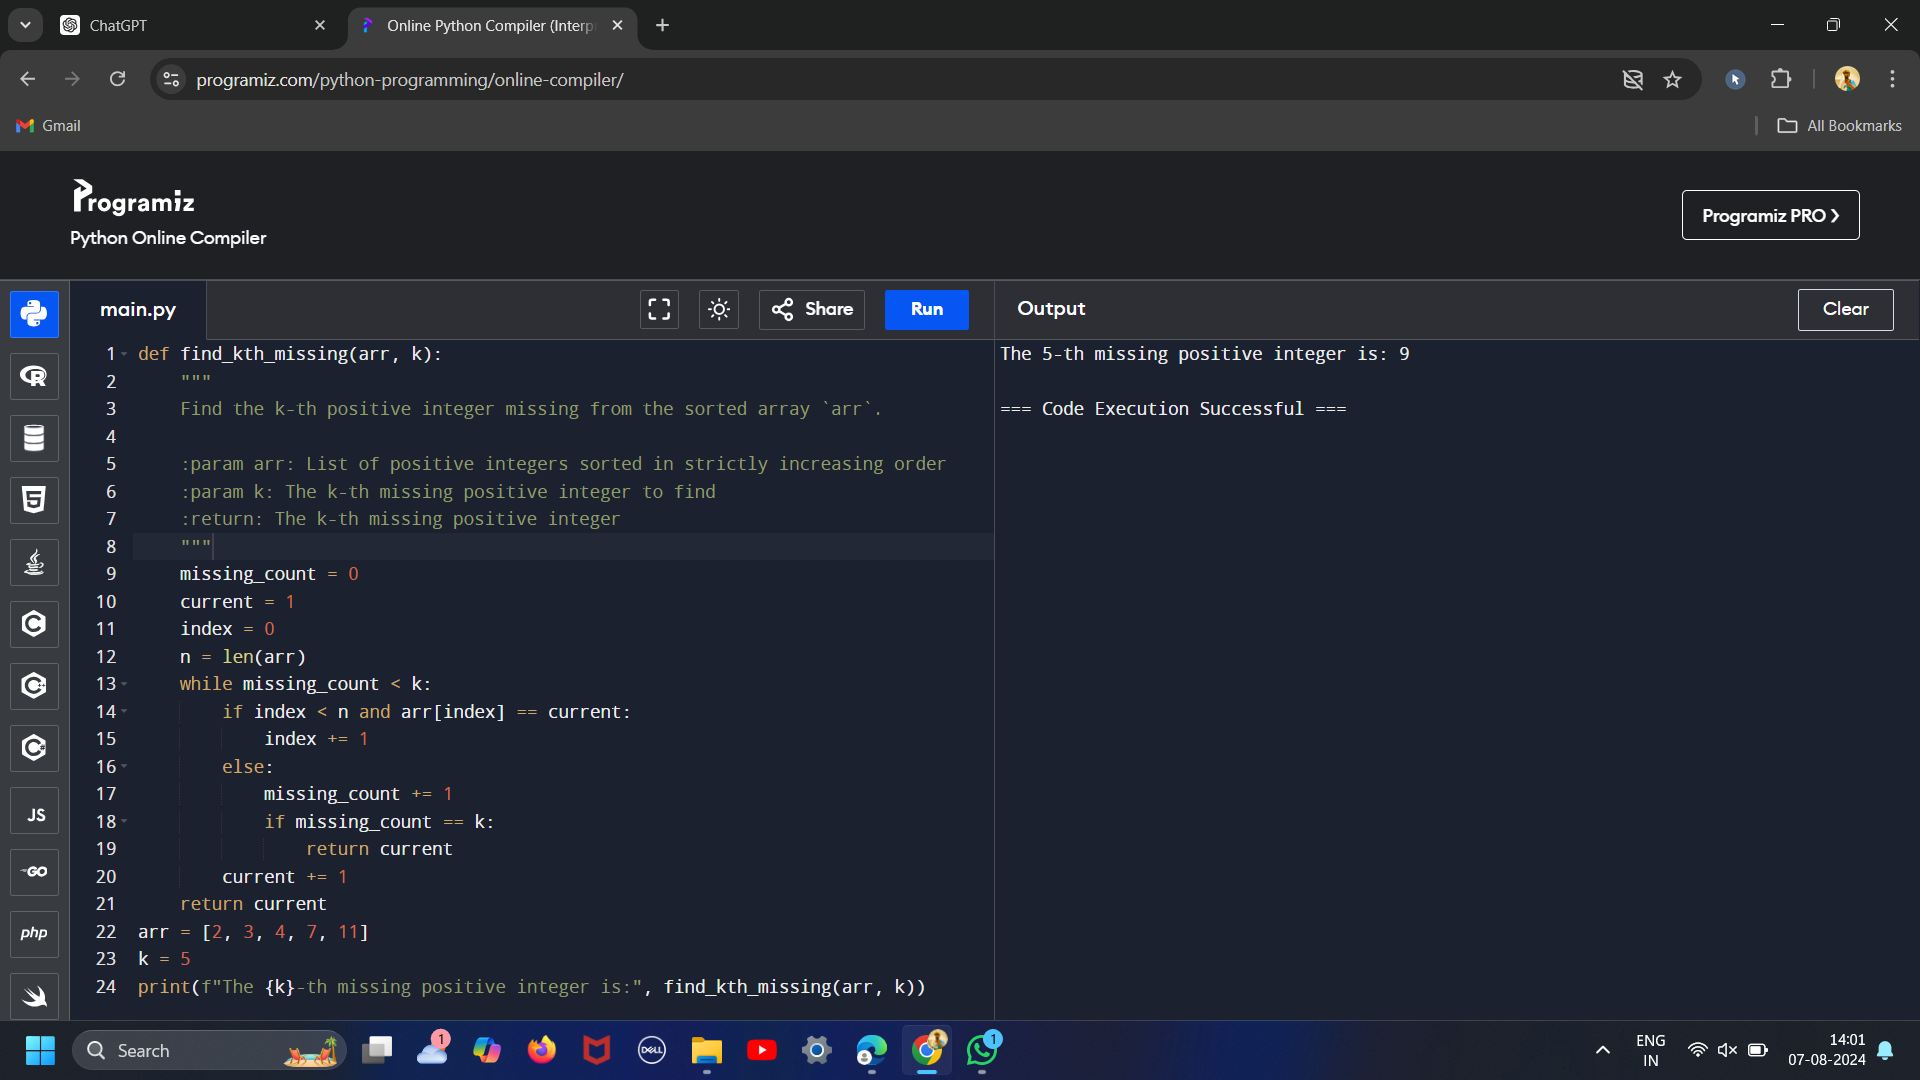 ChatGPT
Online Python Compiler (Interp
programiz.com/python-programming/online-compiler/
Gmail
All Bookmarks
Programiz
Python Online Compiler
Programiz PRO ❯
main.py
Share
Run
Output
Clear
1 def find_kth_missing(arr, k):
2 """
3 Find the k-th positive integer missing from the sorted array `arr`.
4
5 :param arr: List of positive integers sorted in strictly increasing order
6 :param k: The k-th missing positive integer to find
7 :return: The k-th missing positive integer
8 """
9 missing_count = 0
10 current = 1
11 index = 0
12 n = len(arr)
13 while missing_count < k:
14 if index < n and arr[index] == current:
15 index += 1
16 else:
17 missing_count += 1
18 if missing_count == k:
19 return current
20 current += 1
21 return current
22 arr = [2, 3, 4, 7, 11]
23 k = 5
24 print(f"The {k}-th missing positive integer is:", find_kth_missing(arr, k))
The 5-th missing positive integer is: 9
=== Code Execution Successful ===
R
5
C
C
C
JS
GO
php
Search
1
DELL
1
ENG
IN
14:01
07-08-2024